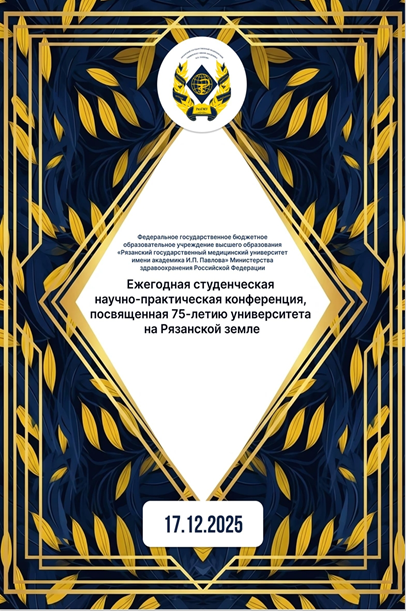 Федеральное государственное бюджетное
образовательное учреждение высшего образования
«Рязанский государственный медицинский университет
имени академика И.П. Павлова» Министерства
здравоохранения Российской Федерации
Ежегодная студенческая
научно-практическая конференция,
посвященная 75-летию университета
на Рязанской земле
17.12.2025